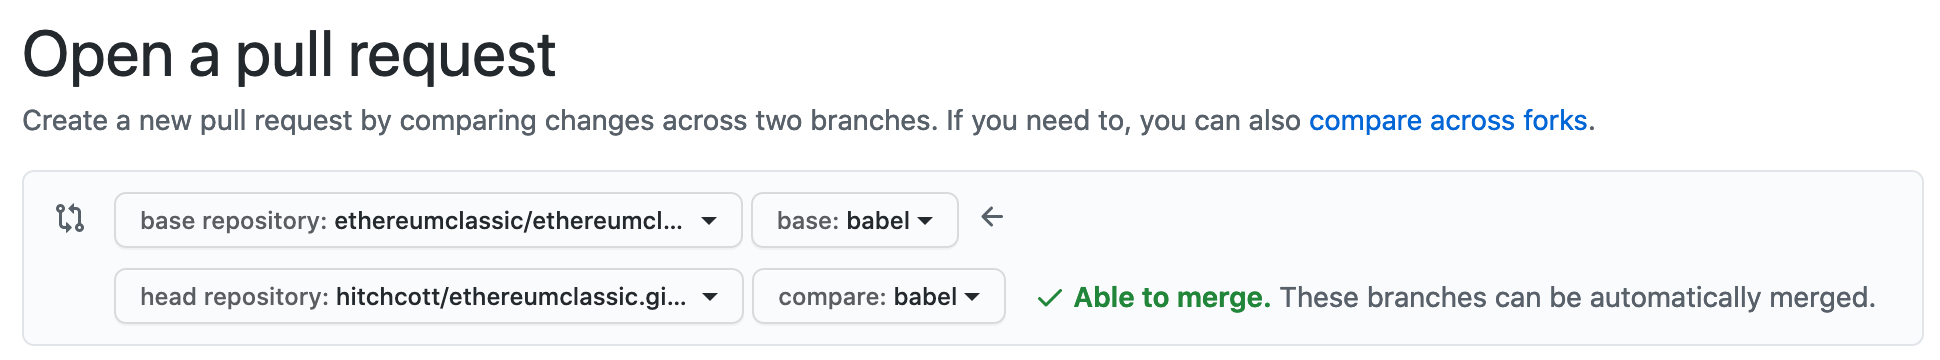 Open a pull request
Create a new pull request by comparing changes across two branches. If you need to, you can also compare across forks.
base repository: ethereumclassic/ethereumcl... base: babel
head repository: hitchcott/ethereumclassic.gi... compare: babel Able to merge. These branches can be automatically merged.